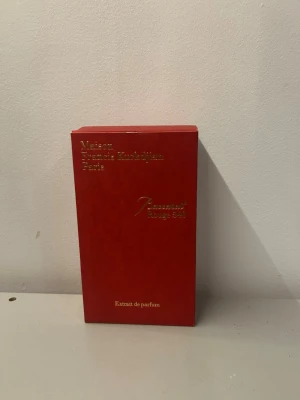 Maison
Francis Kurkdjian
Paris
Baccarat
Rouge 540
Extrait de parfum